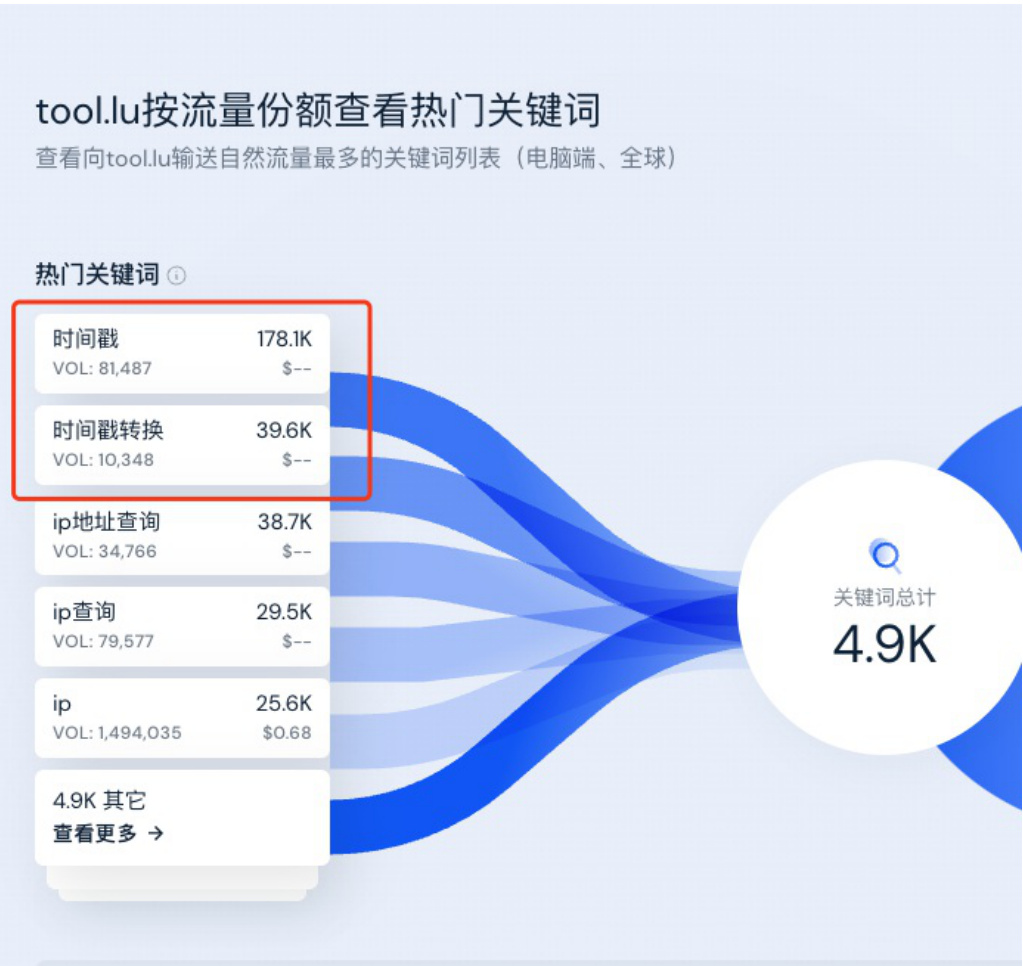 tool.lu按流量份额查看热门关键词
查看向tool.lu输送自然流量最多的关键词列表（电脑端、全球）
热门关键词
时间戳 178.1K
VOL: 81,487 $--
时间戳转换 39.6K
VOL: 10,348 $--
ip地址查询 38.7K
VOL: 34,766 $--
ip查询 29.5K
VOL: 79,577 $--
ip 25.6K
VOL: 1,494,035 $0.68
4.9K 其它
查看更多 →
关键词总计
4.9K